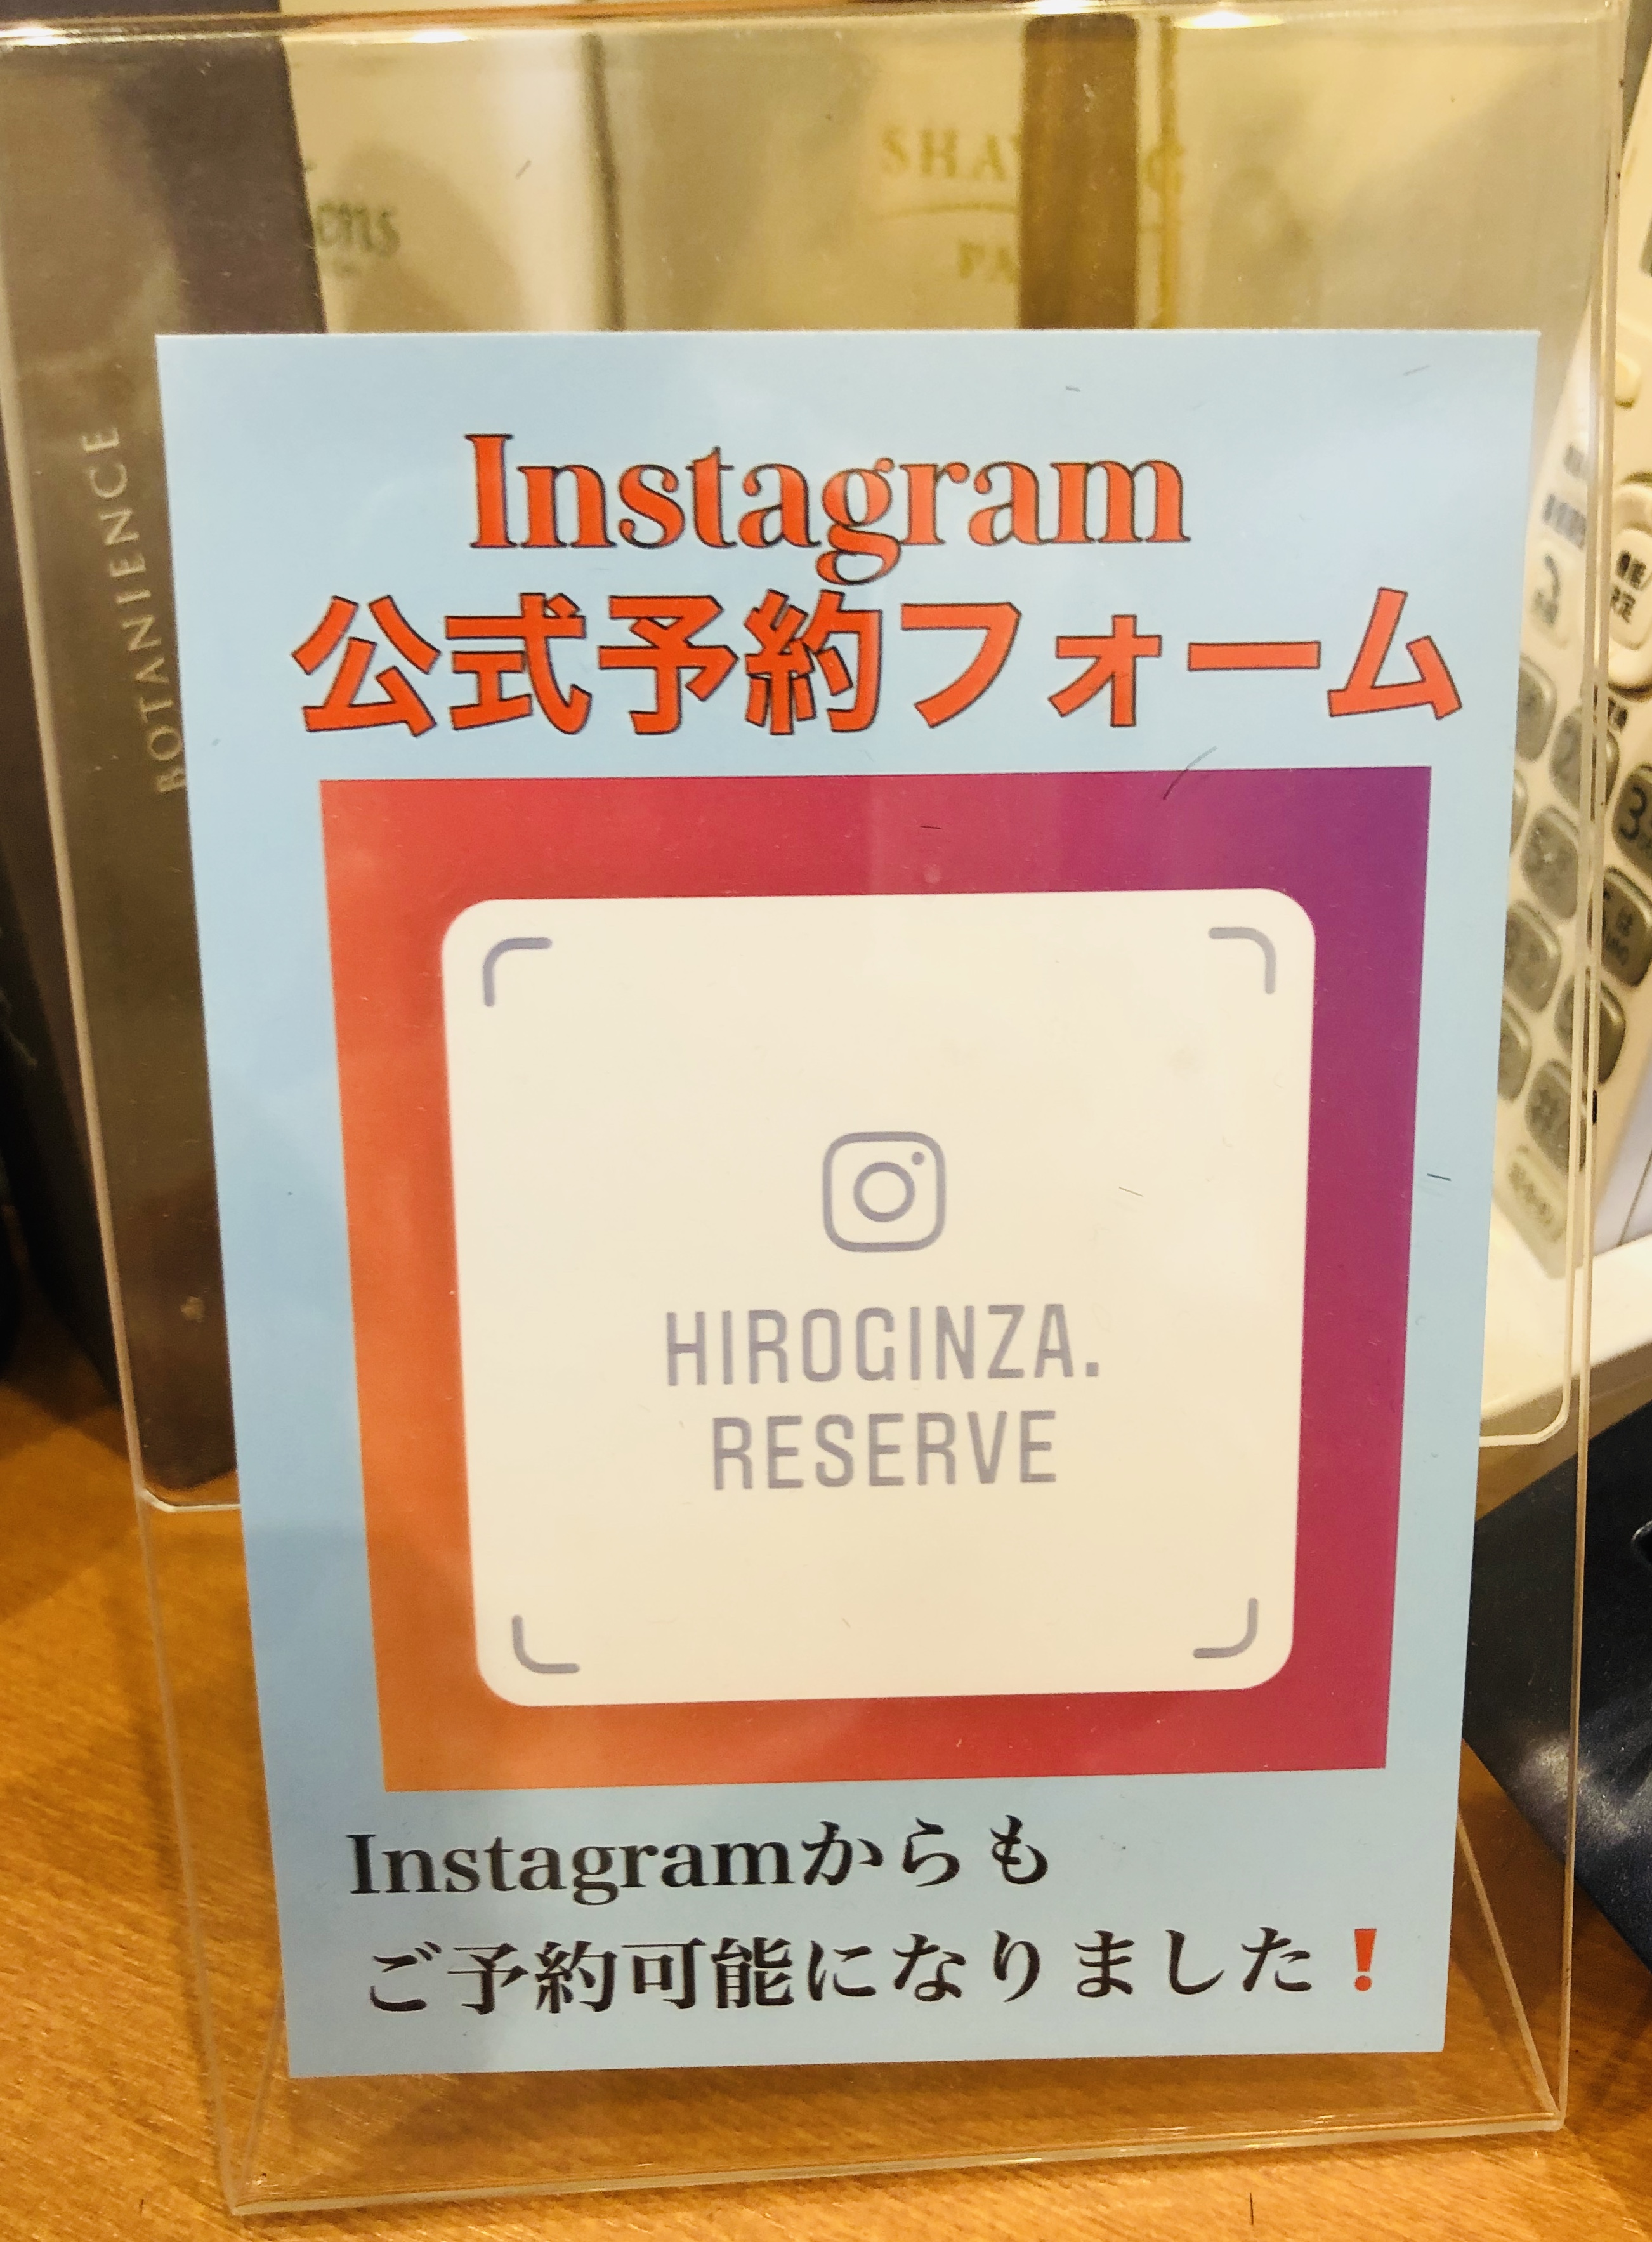 Instagram
公式予約フォーム
HIROGINZA.
RESERVE
Instagramからも
ご予約可能になりました!
BOTANIENCE